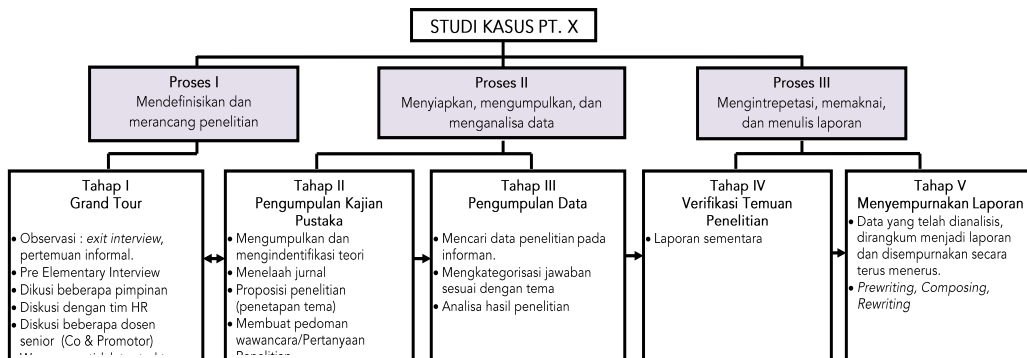 STUDI KASUS PT. X
Proses I
Mendefinisikan dan
merancang penelitian
Proses II
Menyiapkan, mengumpulkan, dan
menganalisa data
Proses III
Mengintrepetasi, memaknai,
dan menulis laporan
Tahap I
Grand Tour
• Observasi : exit interview,
pertemuan informal.
• Pre Elementary Interview
• Dikusi beberapa pimpinan
• Diskusi dengan tim HR
• Diskusi beberapa dosen
senior (Co & Promotor)
Tahap II
Pengumpulan Kajian
Pustaka
• Mengumpulkan dan
mengidentifikasi teori
• Menelaah jurnal
• Proposisi penelitian
(penetapan tema)
• Membuat pedoman
wawancara/Pertanyaan
Tahap III
Pengumpulan Data
• Mencari data penelitian pada
informan.
• Mengkategorisasi jawaban
sesuai dengan tema
• Analisa hasil penelitian
Tahap IV
Verifikasi Temuan
Penelitian
• Laporan sementara
Tahap V
Menyempurnakan Laporan
• Data yang telah dianalisis,
dirangkum menjadi laporan
dan disempurnakan secara
terus menerus.
• Prewriting, Composing,
Rewriting